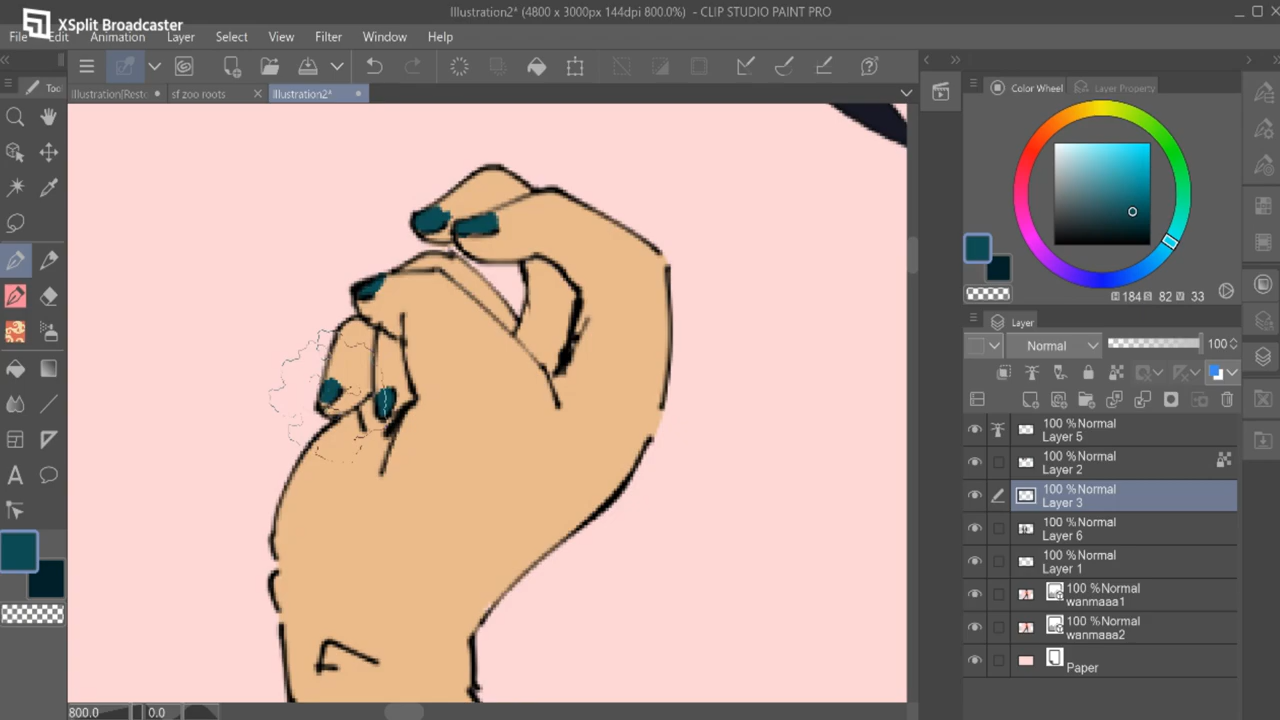 Illustration2* (4800 x 3000px 144dpi 800.0%) - CLIP STUDIO PAINT PRO
XSplit Broadcaster
File Edit Animation Layer Select View Filter Window Help
Illustration(Resto sf zoo roots Illustration2*
Too
Color Wheel Layer Property
H 184 S 82 V 33
Layer
Normal 100
100 %Normal
Layer 5
100 %Normal
Layer 2
100 %Normal
Layer 3
100 %Normal
Layer 6
100 %Normal
Layer 1
100 %Normal
wanmaaa1
100 %Normal
wanmaaa2
Paper
800.0 0.0